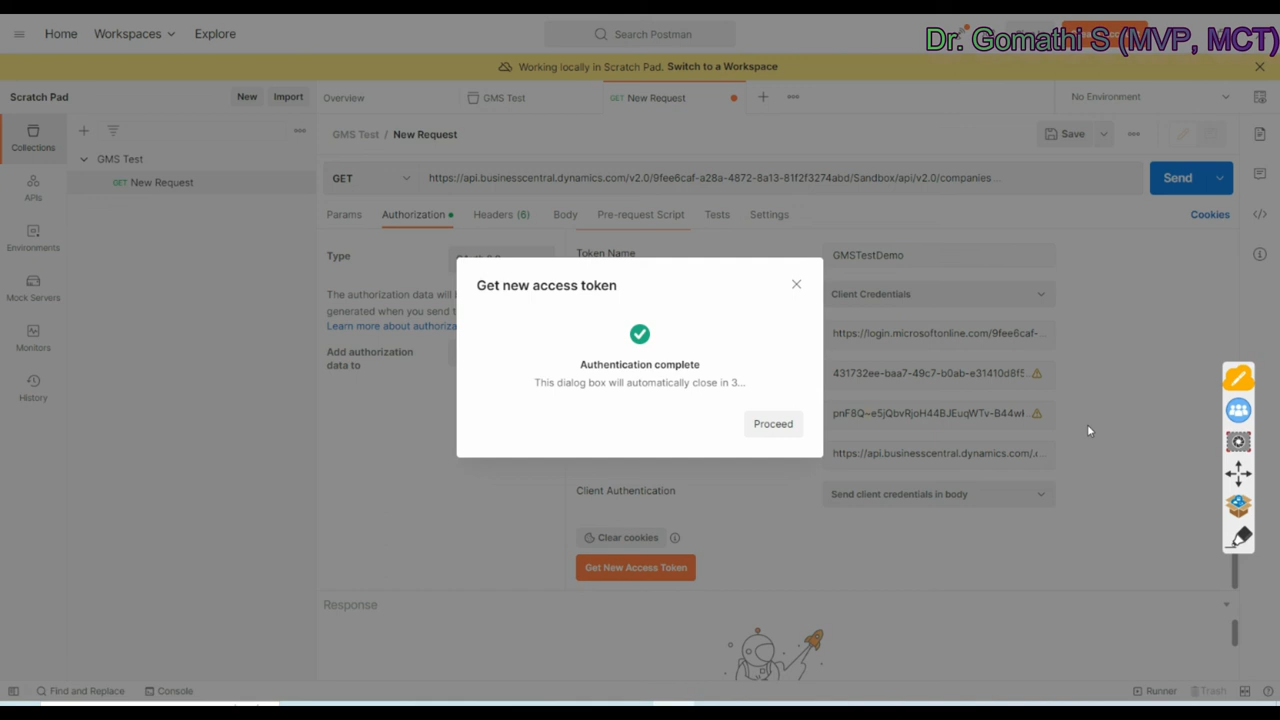 Home
Workspaces
Explore
Search Postman
Dr. Gomathi S (MVP, MCT)
Working locally in Scratch Pad. Switch to a Workspace
Scratch Pad
New
Import
Overview
GMS Test
GET New Request
No Environment
Collections
GMS Test
GET New Request
GMS Test / New Request
Save
APIs
Environments
Mock Servers
Monitors
History
GET
https://api.businesscentral.dynamics.com/v2.0/9fee6caf-a28a-4872-8a13-81f2f3274abd/Sandbox/api/v2.0/companies...
Send
Params
Authorization
Headers (6)
Body
Pre-request Script
Tests
Settings
Cookies
Type
Token Name
GMSTestDemo
The authorization data will
generated when you send t
Learn more about authoriza
Add authorization
data to
Client Credentials
https://login.microsoftonline.com/9fee6caf-...
431732ee-baa7-49c7-b0ab-e31410d8f5
pnF8Q~e5jQbvRjoH44BJEuqWTv-B44w
https://api.businesscentral.dynamics.com/.
Get new access token
Authentication complete
This dialog box will automatically close in 3...
Proceed
Client Authentication
Send client credentials in body
Clear cookies
Get New Access Token
Response
Find and Replace
Console
Runner
Trash